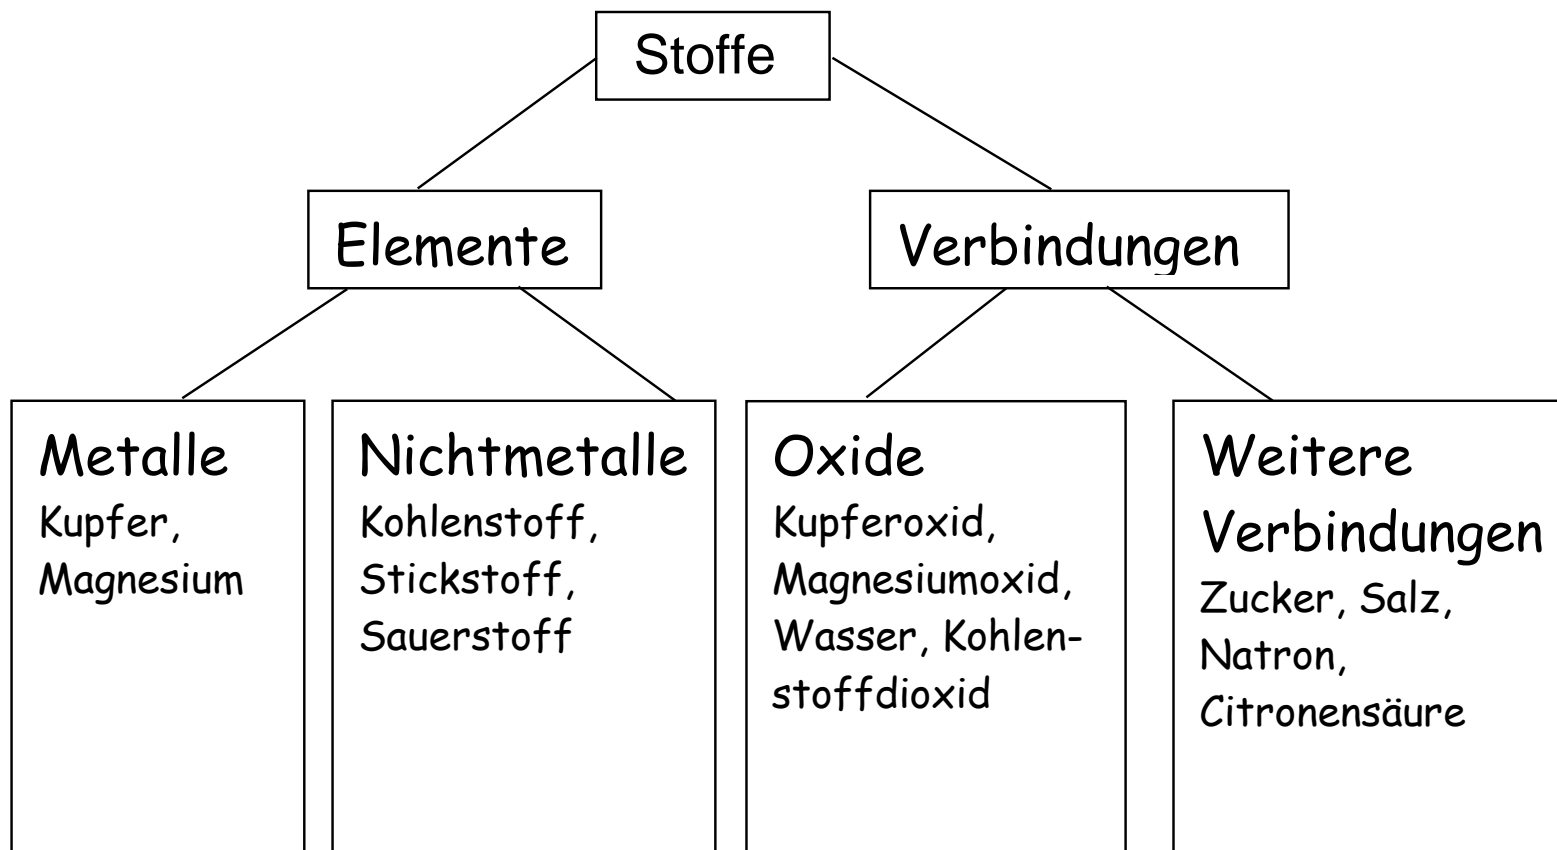 Stoffe
Elemente
Verbindungen
Metalle
Kupfer,
Magnesium
Nichtmetalle
Kohlenstoff,
Stickstoff,
Sauerstoff
Oxide
Kupferoxid,
Magnesiumoxid,
Wasser, Kohlen-
stoffdioxid
Weitere
Verbindungen
Zucker, Salz,
Natron,
Citronensäure